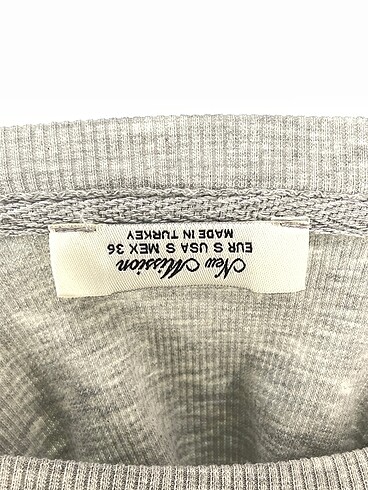 New Mission
EUR S USA S MEX 36
MADE IN TURKEY